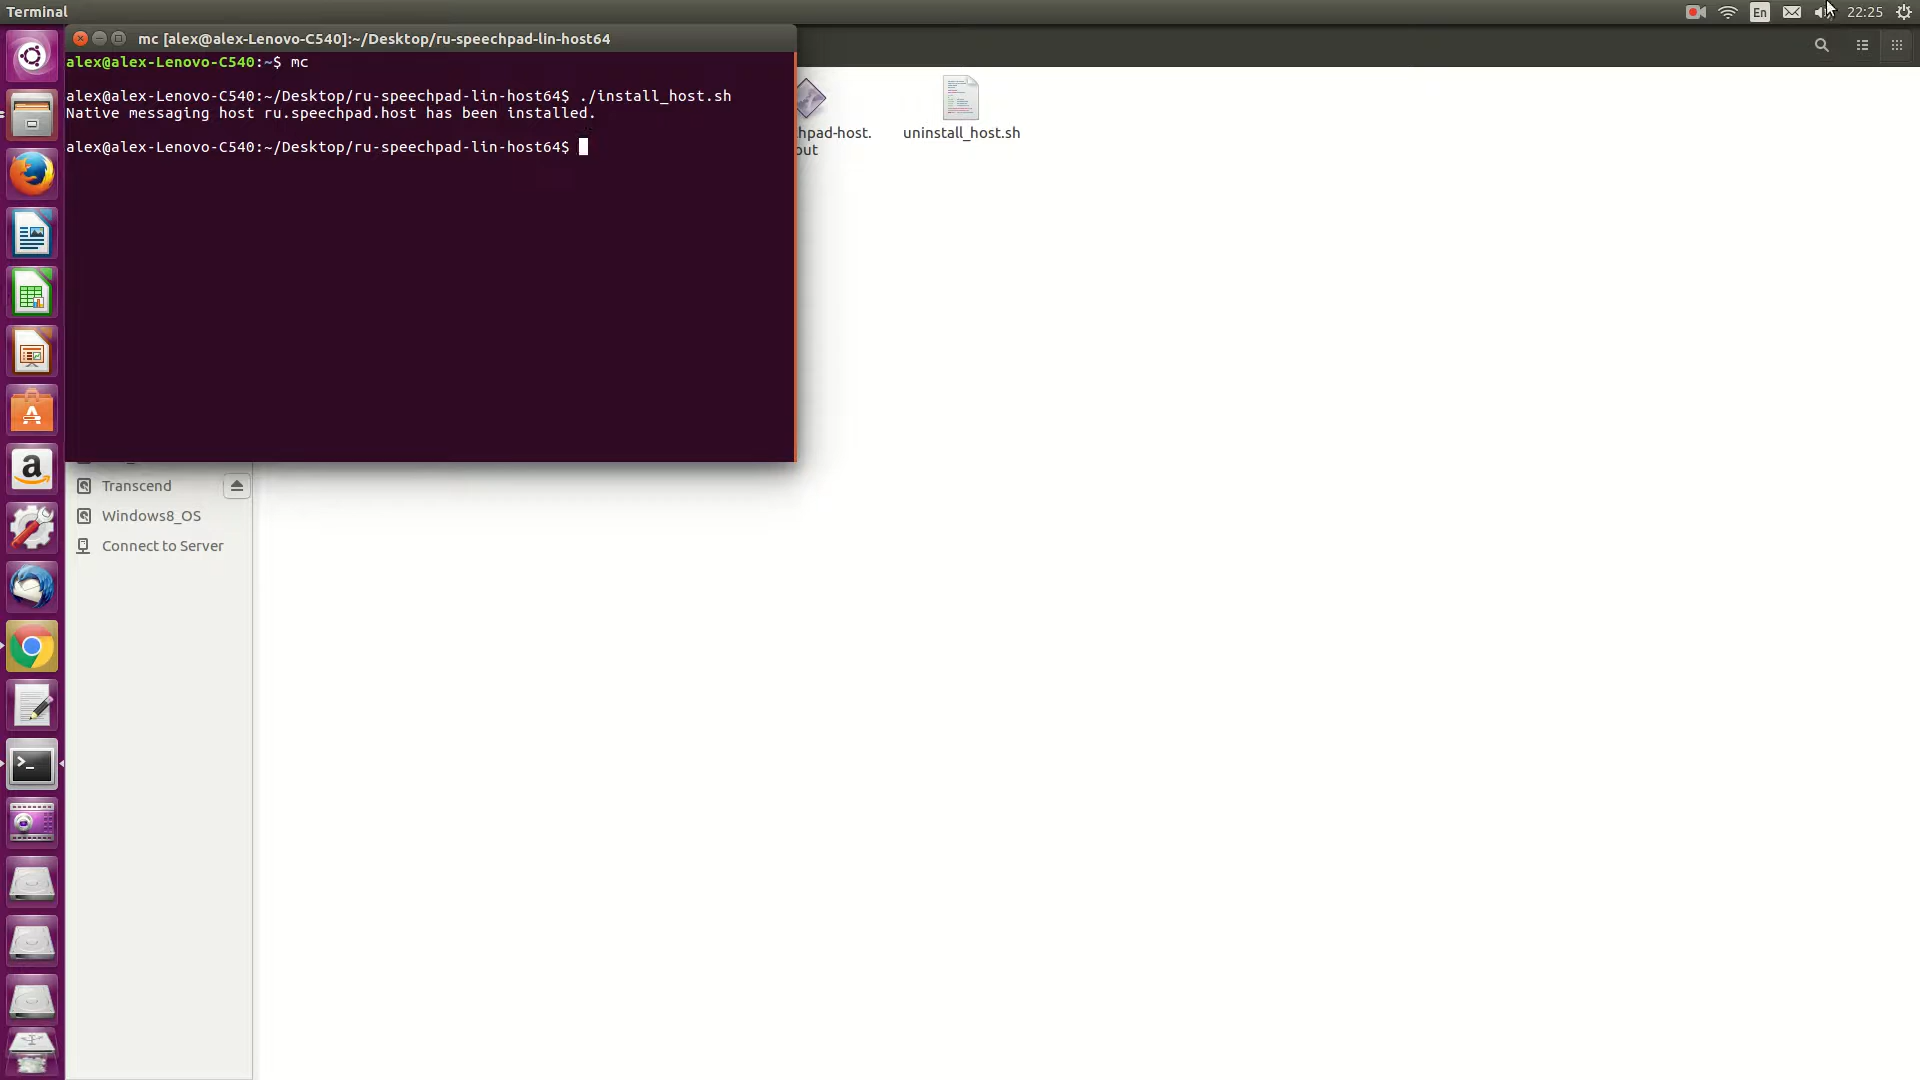 Terminal
En
22:25
mc [alex@alex-Lenovo-C540]:~/Desktop/ru-speechpad-lin-host64
alex@alex-Lenovo-C540:~$ mc
alex@alex-Lenovo-C540:~/Desktop/ru-speechpad-lin-host64$ ./install_host.sh
Native messaging host ru.speechpad.host has been installed.
alex@alex-Lenovo-C540:~/Desktop/ru-speechpad-lin-host64$
hpad-host.
out
uninstall_host.sh
Transcend
Windows8_OS
Connect to Server